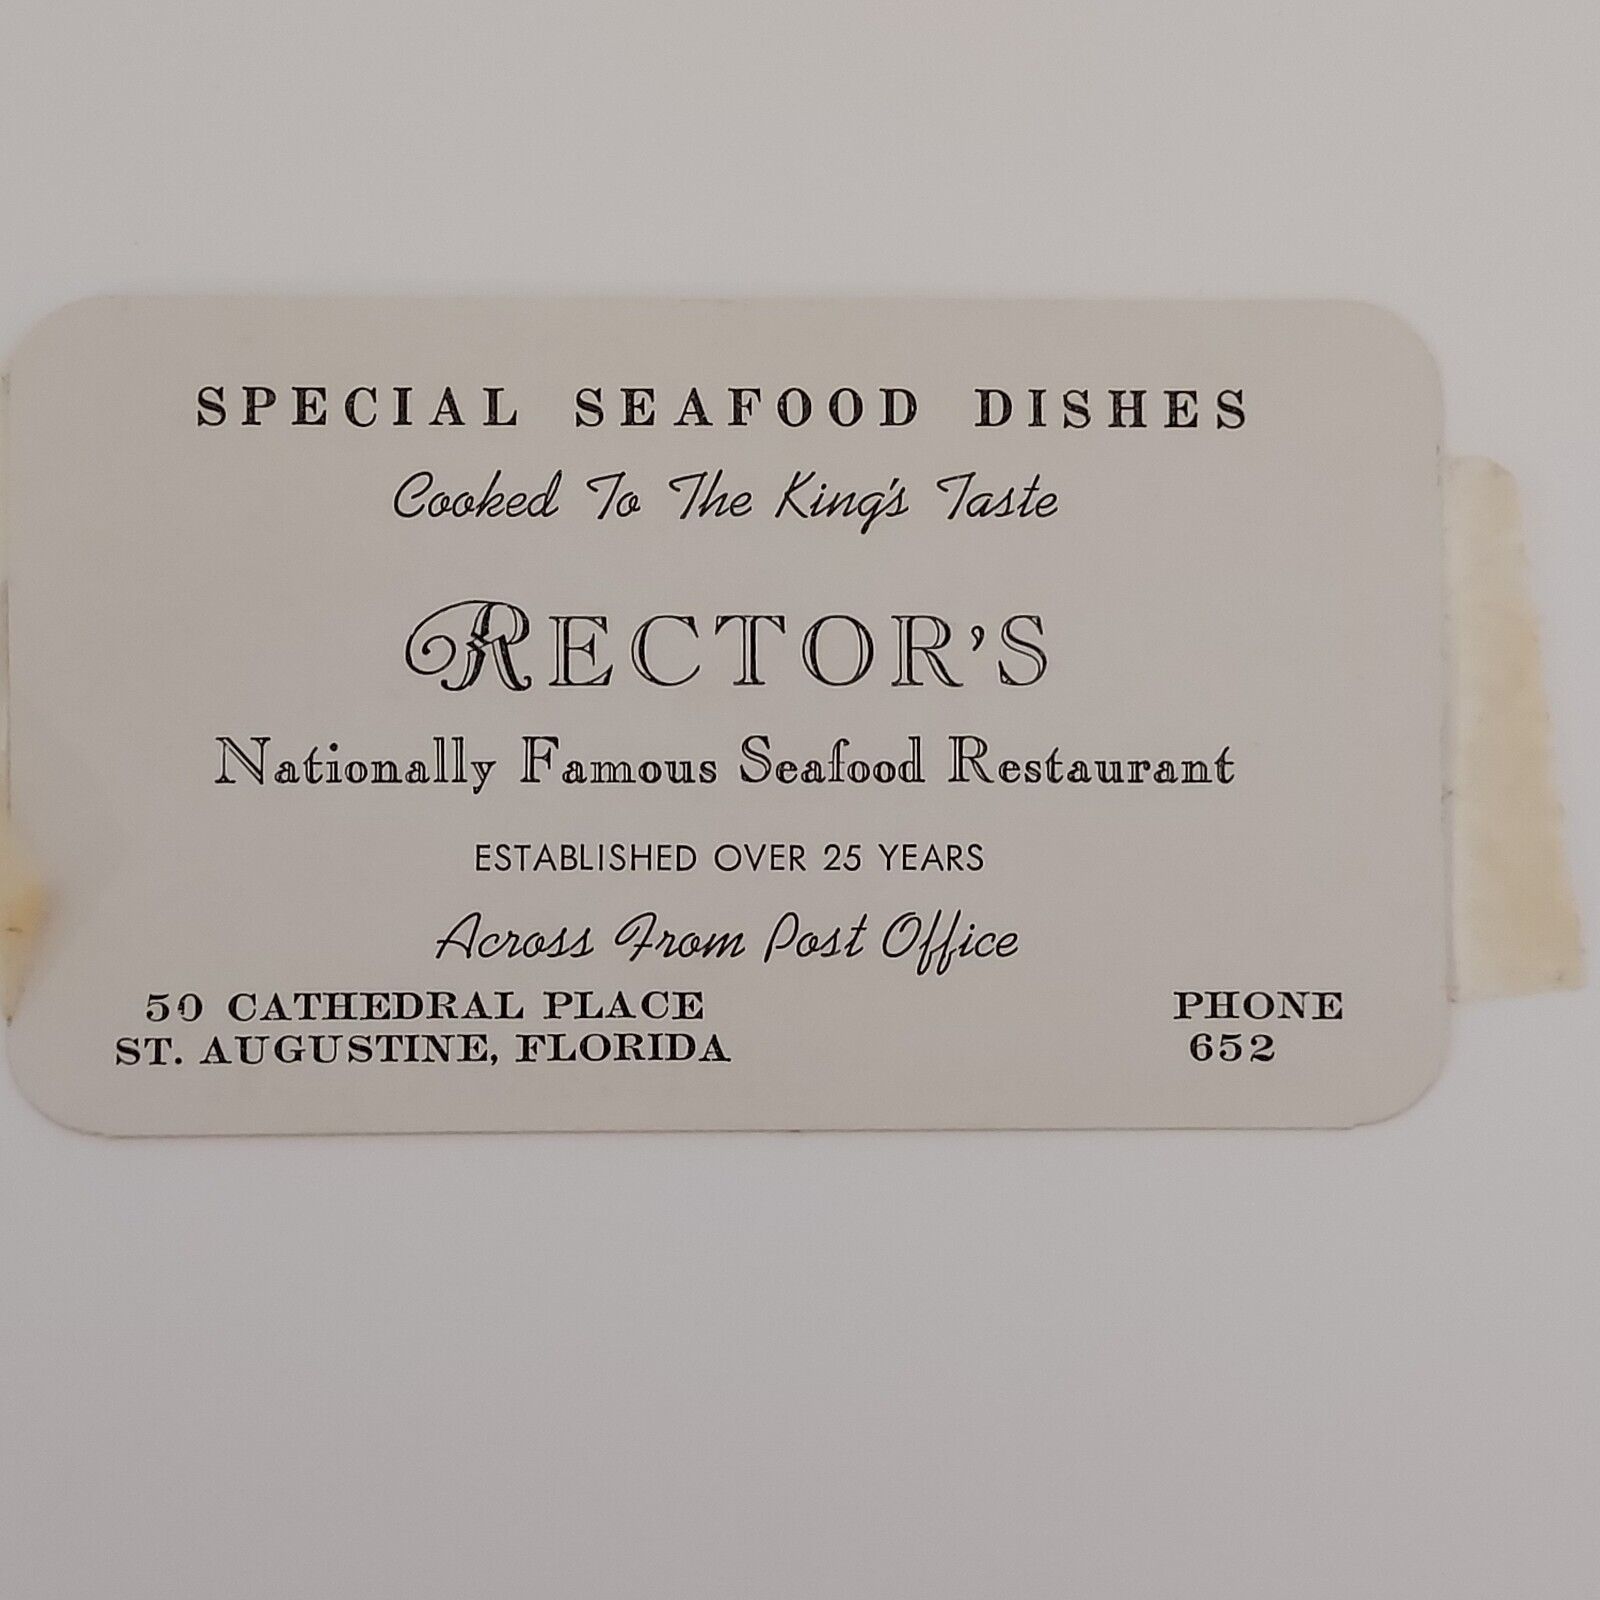 SPECIAL SEAFOOD DISHES
Cooked To The King's Taste
RECTOR'S
Nationally Famous Seafood Restaurant
ESTABLISHED OVER 25 YEARS
Across From Post Office
50 CATHEDRAL PLACE
ST. AUGUSTINE, FLORIDA
PHONE
652